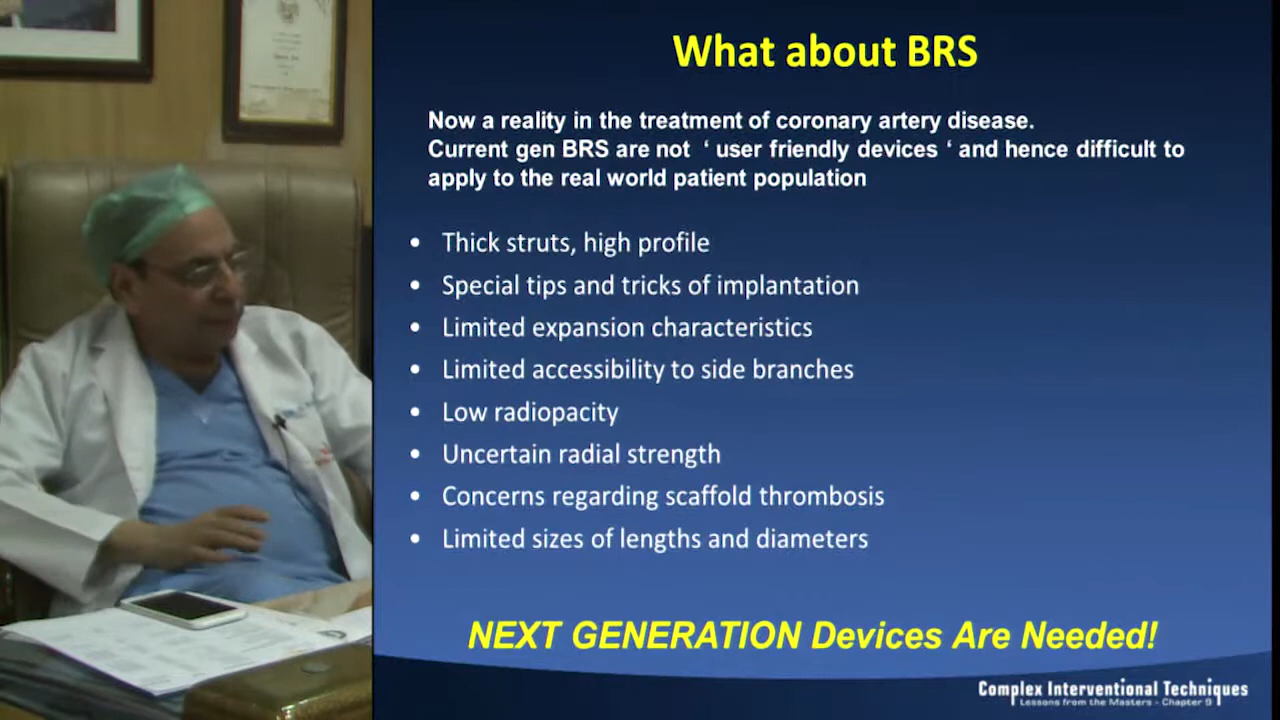 What about BRS
Now a reality in the treatment of coronary artery disease.
Current gen BRS are not ‘ user friendly devices ‘ and hence difficult to
apply to the real world patient population
• Thick struts, high profile
• Special tips and tricks of implantation
• Limited expansion characteristics
• Limited accessibility to side branches
• Low radiopacity
• Uncertain radial strength
• Concerns regarding scaffold thrombosis
• Limited sizes of lengths and diameters
NEXT GENERATION Devices Are Needed!
Complex Interventional Techniques
Lessons from the Masters - Chapter 9